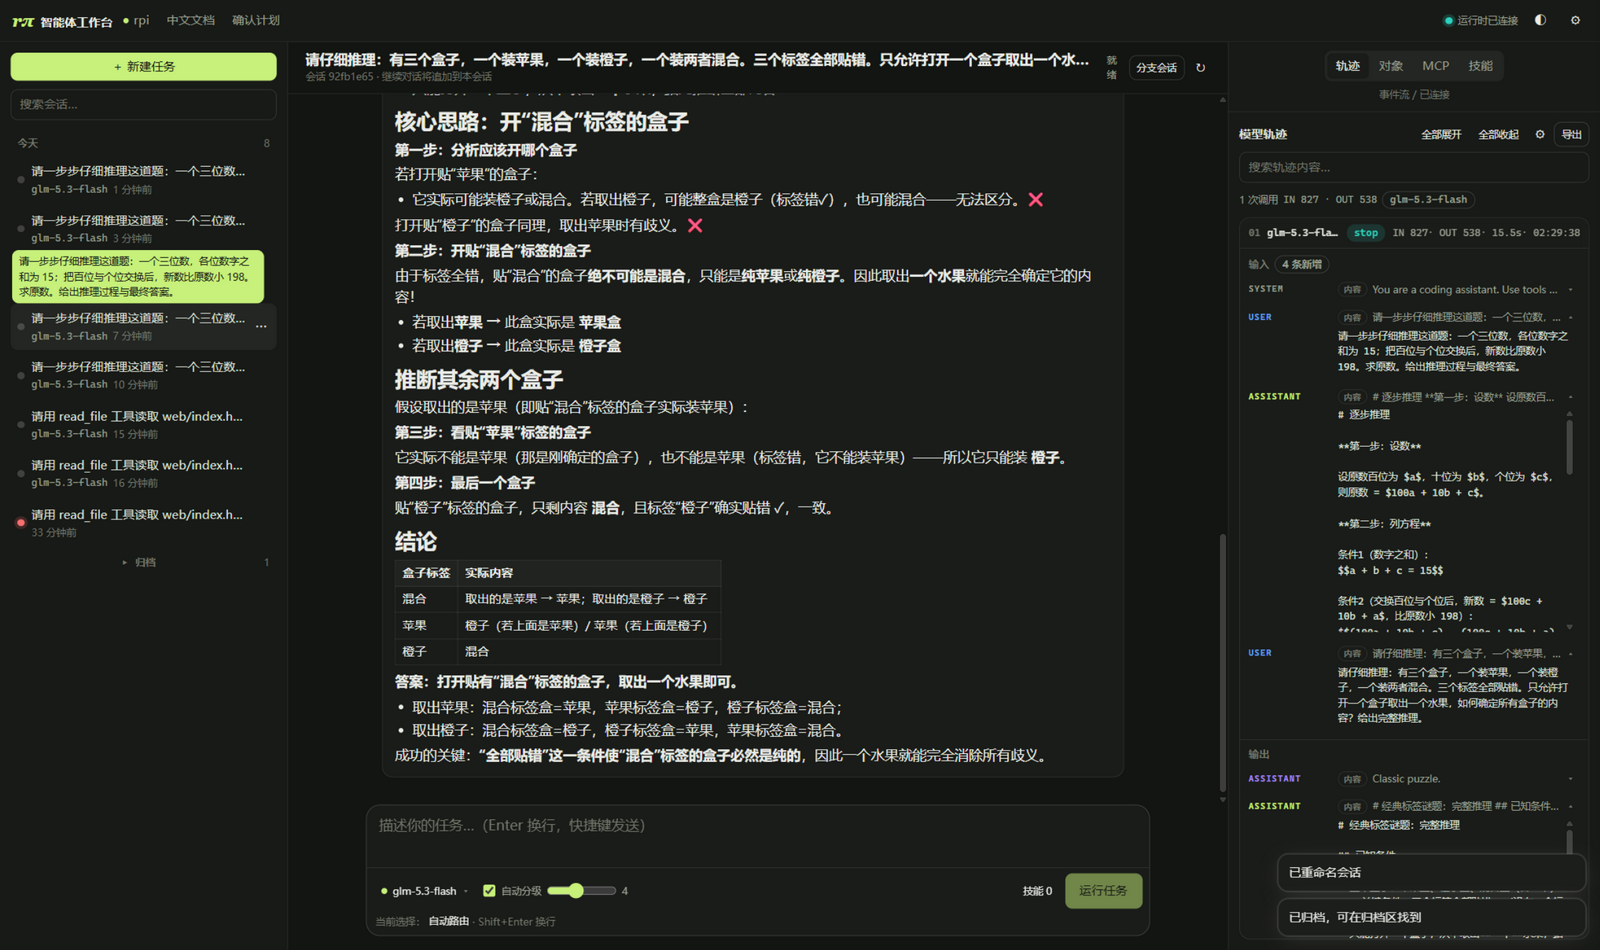 rπ 智能体工作台 rpi 中文文档 确认计划
运行时已连接
+ 新建任务
搜索会话...
今天 8
请一步步仔细推理这道题：一个三位数...
glm-5.3-flash 1 分钟前
请一步步仔细推理这道题：一个三位数...
glm-5.3-flash 3 分钟前
请一步步仔细推理这道题：一个三位数，各位数字之
和为 15；把百位与个位交换后，新数比原数小 198。
求原数。给出推理过程与最终答案。
请一步步仔细推理这道题：一个三位数... ...
glm-5.3-flash 7 分钟前
请一步步仔细推理这道题：一个三位数...
glm-5.3-flash 10 分钟前
请用 read_file 工具读取 web/index.h...
glm-5.3-flash 15 分钟前
请用 read_file 工具读取 web/index.h...
glm-5.3-flash 16 分钟前
请用 read_file 工具读取 web/index.h...
33 分钟前
▸ 归档 1
请仔细推理：有三个盒子，一个装苹果，一个装橙子，一个装两者混合。三个标签全部贴错。只允许打开一个盒子取出一个水...
会话 92fb1e65 · 继续对话将追加到本会话
就
绪
分支会话 ↻
核心思路：开“混合”标签的盒子
第一步：分析应该开哪个盒子
若打开贴“苹果”的盒子：
• 它实际可能装橙子或混合。若取出橙子，可能整盒是橙子（标签错✓），也可能混合——无法区分。❌
打开贴“橙子”的盒子同理，取出苹果时有歧义。❌
第二步：开贴“混合”标签的盒子
由于标签全错，贴“混合”的盒子绝不可能是混合，只能是纯苹果或纯橙子。因此取出一个水果就能完全确定它的内
容！
• 若取出苹果 → 此盒实际是 苹果盒
• 若取出橙子 → 此盒实际是 橙子盒
推断其余两个盒子
假设取出的是苹果（即贴“混合”标签的盒子实际装苹果）：
第三步：看贴“苹果”标签的盒子
它实际不能是苹果（那是刚确定的盒子），也不能是苹果（标签错，它不能装苹果）——所以它只能装 橙子。
第四步：最后一个盒子
贴“橙子”标签的盒子，只剩内容 混合，且标签“橙子”确实贴错 ✓，一致。
结论
盒子标签 实际内容
混合 取出的是苹果 → 苹果；取出的是橙子 → 橙子
苹果 橙子（若上面是苹果）/ 苹果（若上面是橙子）
橙子 混合
答案：打开贴有“混合”标签的盒子，取出一个水果即可。
• 取出苹果：混合标签盒=苹果，苹果标签盒=橙子，橙子标签盒=混合；
• 取出橙子：混合标签盒=橙子，橙子标签盒=苹果，苹果标签盒=混合。
成功的关键：“全部贴错”这一条件使“混合”标签的盒子必然是纯的，因此一个水果就能完全消除所有歧义。
描述你的任务...（Enter 换行，快捷键发送）
glm-5.3-flash 自动分级 4 技能 0 运行任务
当前选择： 自动路由 · Shift+Enter 换行
轨迹 对象 MCP 技能
事件流 / 已连接
模型轨迹 全部展开 全部收起 导出
搜索轨迹内容...
1 次调用 IN 827 · OUT 538 glm-5.3-flash
01 glm-5.3-fla... stop IN 827· OUT 538· 15.5s· 02:29:38
输入 4 条新增
SYSTEM 内容 You are a coding assistant. Use tools ...
USER 内容 请一步步仔细推理这道题：一个三位数，...
请一步步仔细推理这道题：一个三位数，各位数字之
和为 15；把百位与个位交换后，新数比原数小
198。求原数。给出推理过程与最终答案。
ASSISTANT 内容 # 逐步推理 **第一步：设数** 设原数百...
# 逐步推理
**第一步：设数**
设原数百位为 $a$，十位为 $b$，个位为 $c$，
则原数 = $100a + 10b + c$。
**第二步：列方程**
条件1（数字之和）：
$$a + b + c = 15$$
条件2（交换百位与个位后，新数 = $100c +
10b + a$，比原数小 198）：
USER 内容 请仔细推理：有三个盒子，一个装苹果，...
请仔细推理：有三个盒子，一个装苹果，一个装橙
子，一个装两者混合。三个标签全部贴错。只允许打
开一个盒子取出一个水果，如何确定所有盒子的内
容？给出完整推理。
输出
ASSISTANT 内容 Classic puzzle.
ASSISTANT 内容 # 经典标签谜题：完整推理 ## 已知条件...
# 经典标签谜题：完整推理
已重命名会话
已归档，可在归档区找到